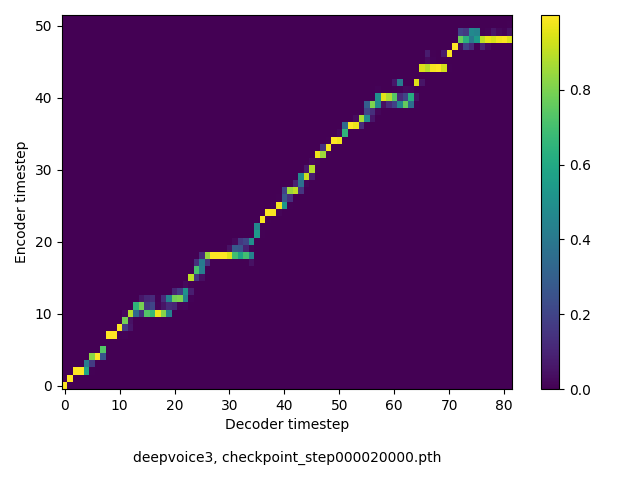 50
40
30
20
10
0
Encoder timestep
0 10 20 30 40 50 60 70 80
Decoder timestep
0.8
0.6
0.4
0.2
0.0
deepvoice3, checkpoint_step000020000.pth